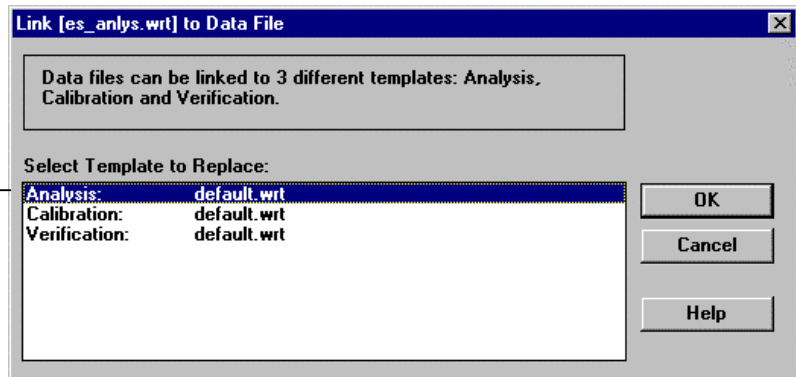 Link [es_anlys.wrt] to Data File
Data files can be linked to 3 different templates: Analysis,
Calibration and Verification.
Select Template to Replace:
Analysis: default.wrt
Calibration: default.wrt
Verification: default.wrt
OK
Cancel
Help